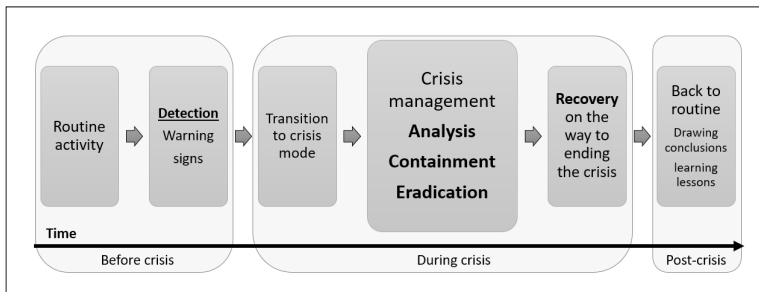 Routine
activity
Detection
Warning
signs
Transition
to crisis
mode
Crisis
management
Analysis
Containment
Eradication
Recovery
on the
way to
ending
the crisis
Back to
routine
Drawing
conclusions
learning
lessons
Time
Before crisis
During crisis
Post-crisis